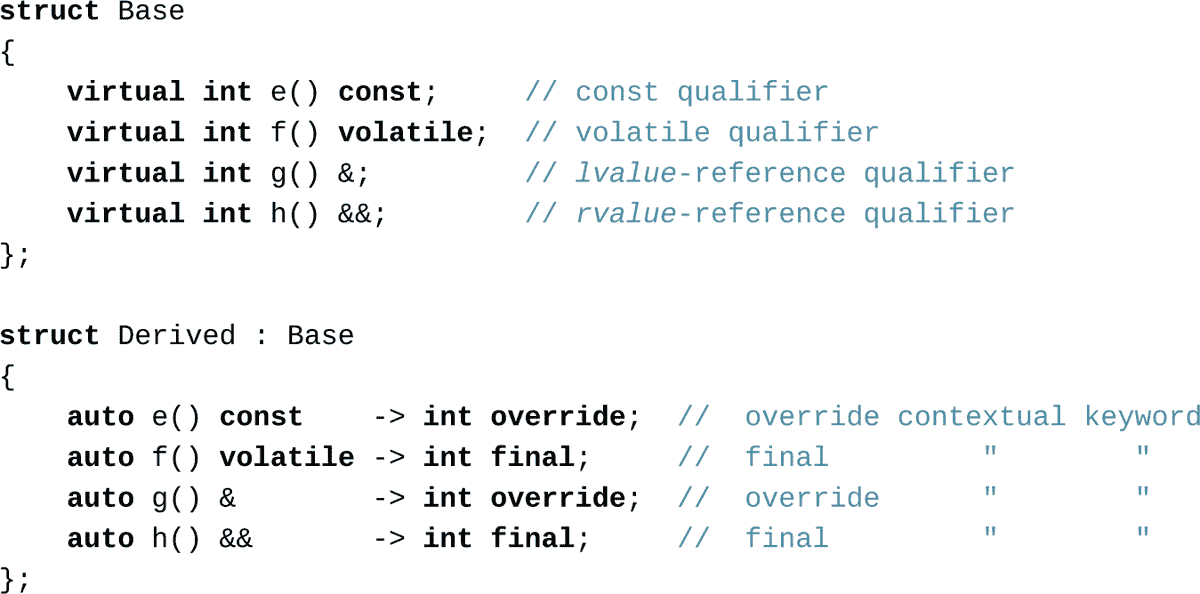 struct Base
{
    virtual int e() const;     // const qualifier
    virtual int f() volatile;  // volatile qualifier
    virtual int g() &;         // lvalue-reference qualifier
    virtual int h() &&;        // rvalue-reference qualifier
};

struct Derived : Base
{
    auto e() const    -> int override;  //  override contextual keyword
    auto f() volatile -> int final;     //  final         "        "
    auto g() &        -> int override;  //  override      "        "
    auto h() &&       -> int final;     //  final         "        "
};